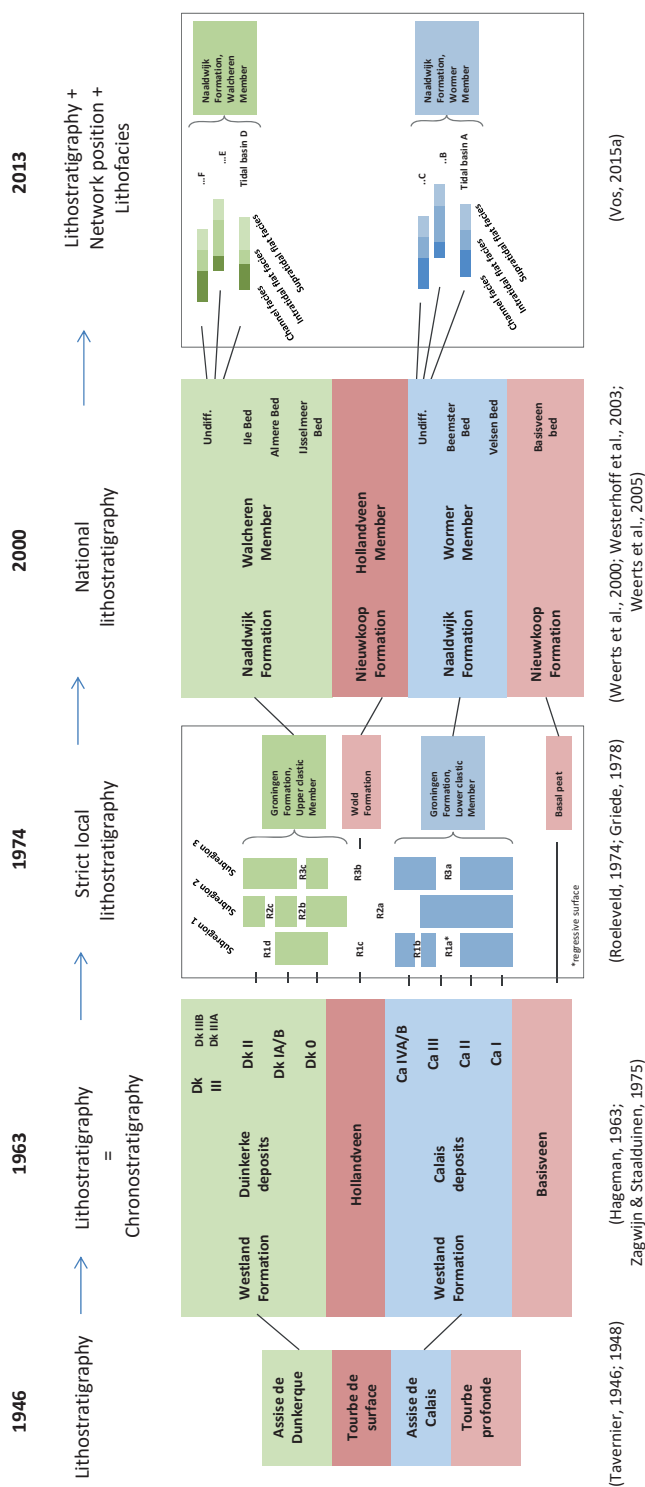 1946
Lithostratigraphy
Assise de
Dunkerque
Tourbe de
surface
Assise de
Calais
Tourbe
profonde
(Tavernier, 1946; 1948)
1963
Lithostratigraphy
=
Chronostratigraphy
Westland
Formation
Duinkerke
deposits
Dk
III
Dk IIIB
Dk IIIA
Dk II
Dk IA/B
Dk 0
Hollandveen
Westland
Formation
Calais
deposits
Ca IVA/B
Ca III
Ca II
Ca I
Basisveen
(Hageman, 1963;
Zagwijn & Staalduinen, 1975)
1974
Strict local
lithostratigraphy
Subregion 1
Subregion 2
Subregion 3
R1d
R2c
R2b
R3c
R1c
R2a
R3b
R1b
R1a*
R3a
Groningen
Formation,
Upper clastic
Member
Wold
Formation
Groningen
Formation,
Lower clastic
Member
Basal peat
*regressive surface
(Roeleveld, 1974; Griede, 1978)
2000
National
lithostratigraphy
Naaldwijk
Formation
Walcheren
Member
Undiff.
IJe Bed
Almere Bed
IJsselmeer
Bed
Nieuwkoop
Formation
Hollandveen
Member
Naaldwijk
Formation
Wormer
Member
Undiff.
Beemster
Bed
Velsen Bed
Nieuwkoop
Formation
Basisveen
bed
(Weerts et al., 2000; Westerhoff et al., 2003;
Weerts et al., 2005)
2013
Lithostratigraphy +
Network position +
Lithofacies
...F
...E
Tidal basin D
Channel facies
Intratidal flat facies
Supratidal flat facies
Naaldwijk
Formation,
Walcheren
Member
..C
..B
Tidal basin A
Channel facies
Intratidal flat facies
Supratidal flat facies
Naaldwijk
Formation,
Wormer
Member
(Vos, 2015a)